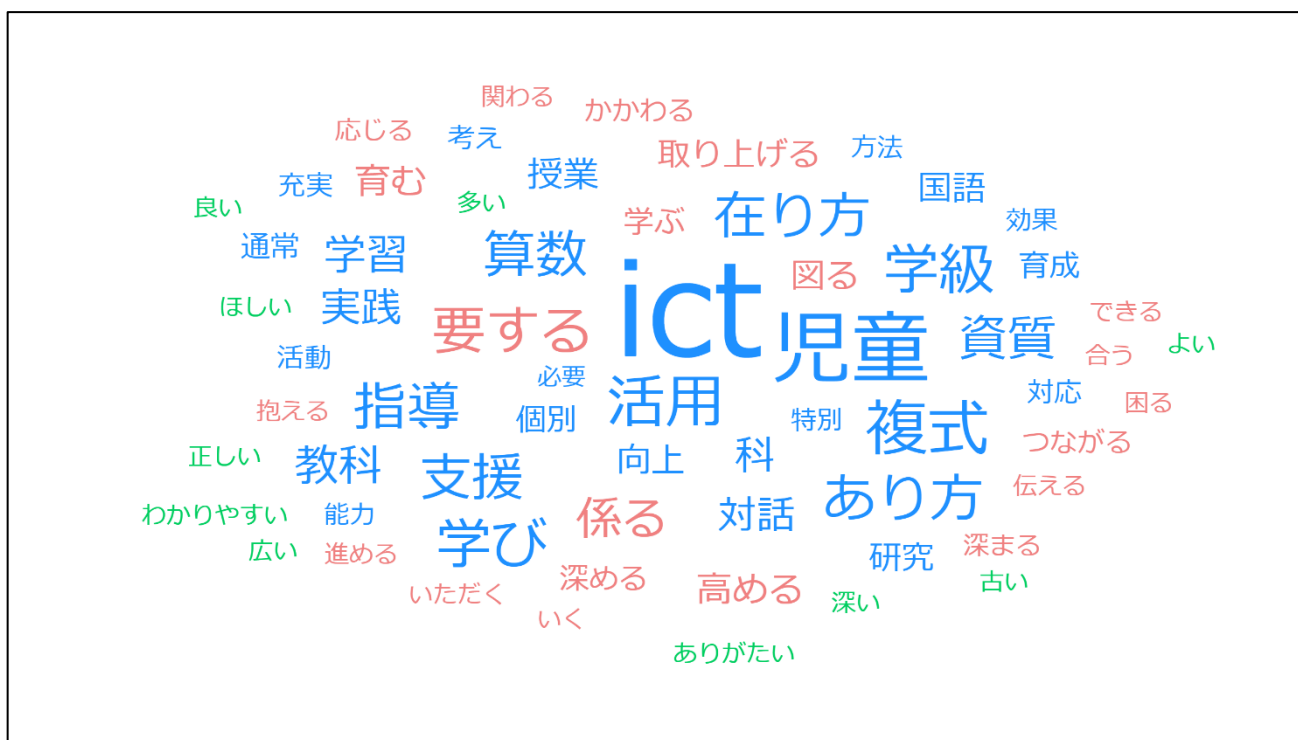 関わる かかわる
応じる 考え 取り上げる 方法
充実 育む 授業 国語
良い 多い 学ぶ 在り方 効果
通常 学習 算数 図る 学級 育成
ほしい 実践 要する ict 児童 資質 できる
活動 必要 合う よい
抱える 指導 個別 活用 特別 複式 対応 困る
正しい 教科 支援 向上 科 つながる
わかりやすい 能力 係る 対話 あり方 伝える
広い 進める 学び 研究 深まる
いただく 深める 高める 深い 古い
いく
ありがたい